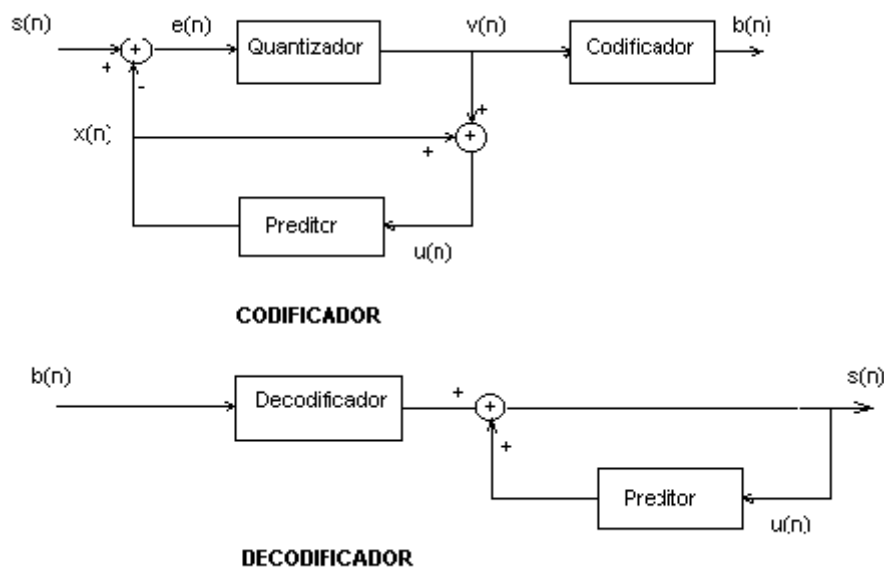 s(n)
e(n)
Quantizador
v(n)
Codificador
b(n)
+
+
-
+
x(n)
+
+
Preditor
u(n)
CODIFICADOR
b(n)
Decodificador
+
+
s(n)
+
Preditor
u(n)
DECODIFICADOR